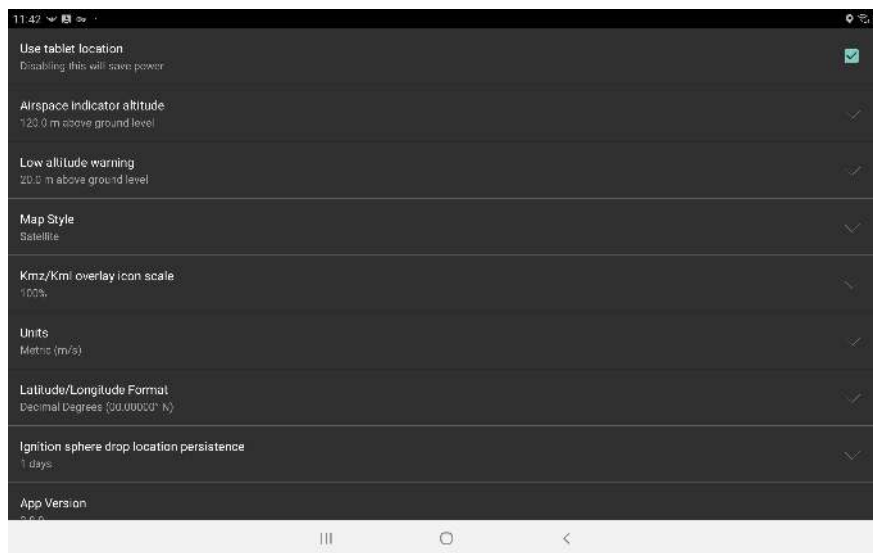 11:42
Use tablet location
Disabling this will save power
Airspace indicator altitude
120.0 m above ground level
Low altitude warning
20.0 m above ground level
Map Style
Satellite
Kmz/Kml overlay icon scale
100%
Units
Metric (m/s)
Latitude/Longitude Format
Decimal Degrees (00.00000° N)
Ignition sphere drop location persistence
1 days
App Version